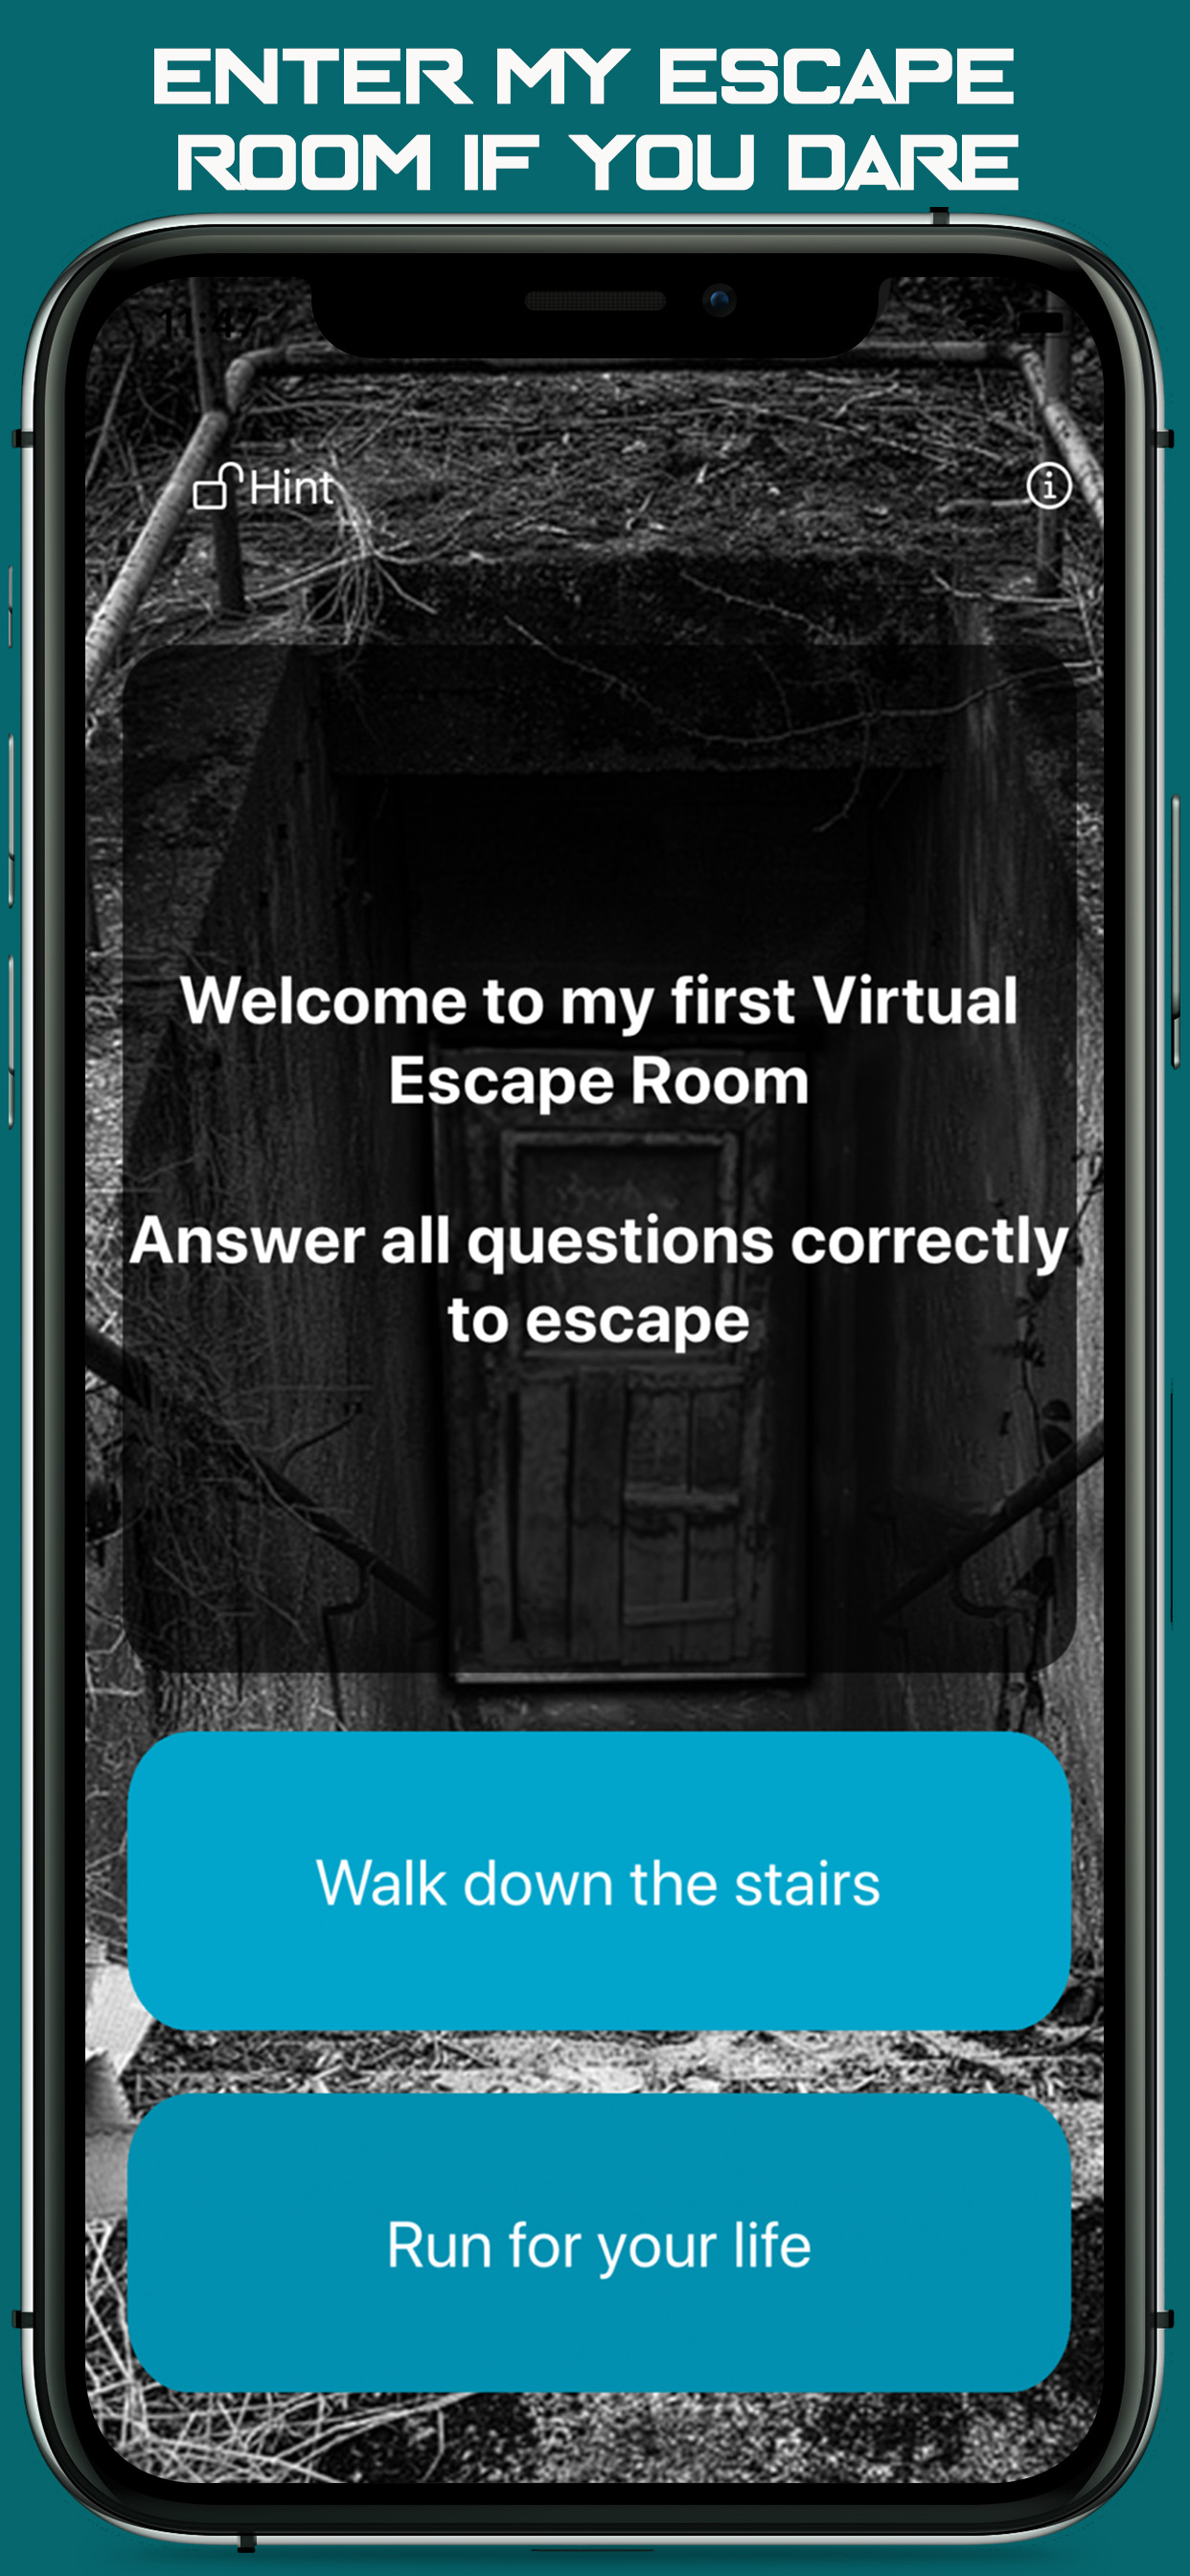 ENTER MY ESCAPE
ROOM IF YOU DARE
Hint
Welcome to my first Virtual
Escape Room
Answer all questions correctly
to escape
Walk down the stairs
Run for your life